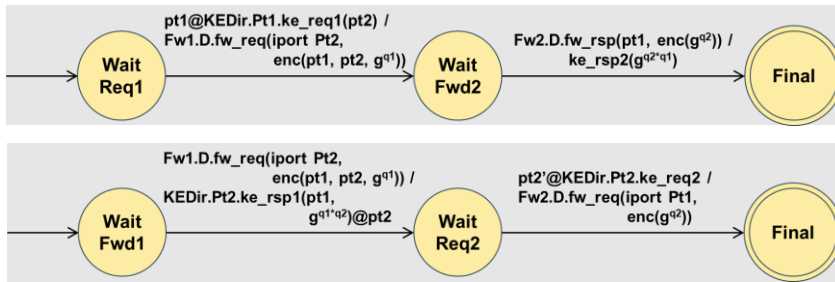 pt1@KEDir.Pt1.ke_req1(pt2) /
Fw1.D.fw_req(iport Pt2,
enc(pt1, pt2, g^q1))
Wait
Req1
Wait
Fwd2
Fw2.D.fw_rsp(pt1, enc(g^q2)) /
ke_rsp2(g^q2*q1)
Final
Fw1.D.fw_req(iport Pt2,
enc(pt1, pt2, g^q1)) /
KEDir.Pt2.ke_rsp1(pt1,
g^q1*q2)@pt2
Wait
Fwd1
Wait
Req2
pt2'@KEDir.Pt2.ke_req2 /
Fw2.D.fw_req(iport Pt1,
enc(g^q2))
Final